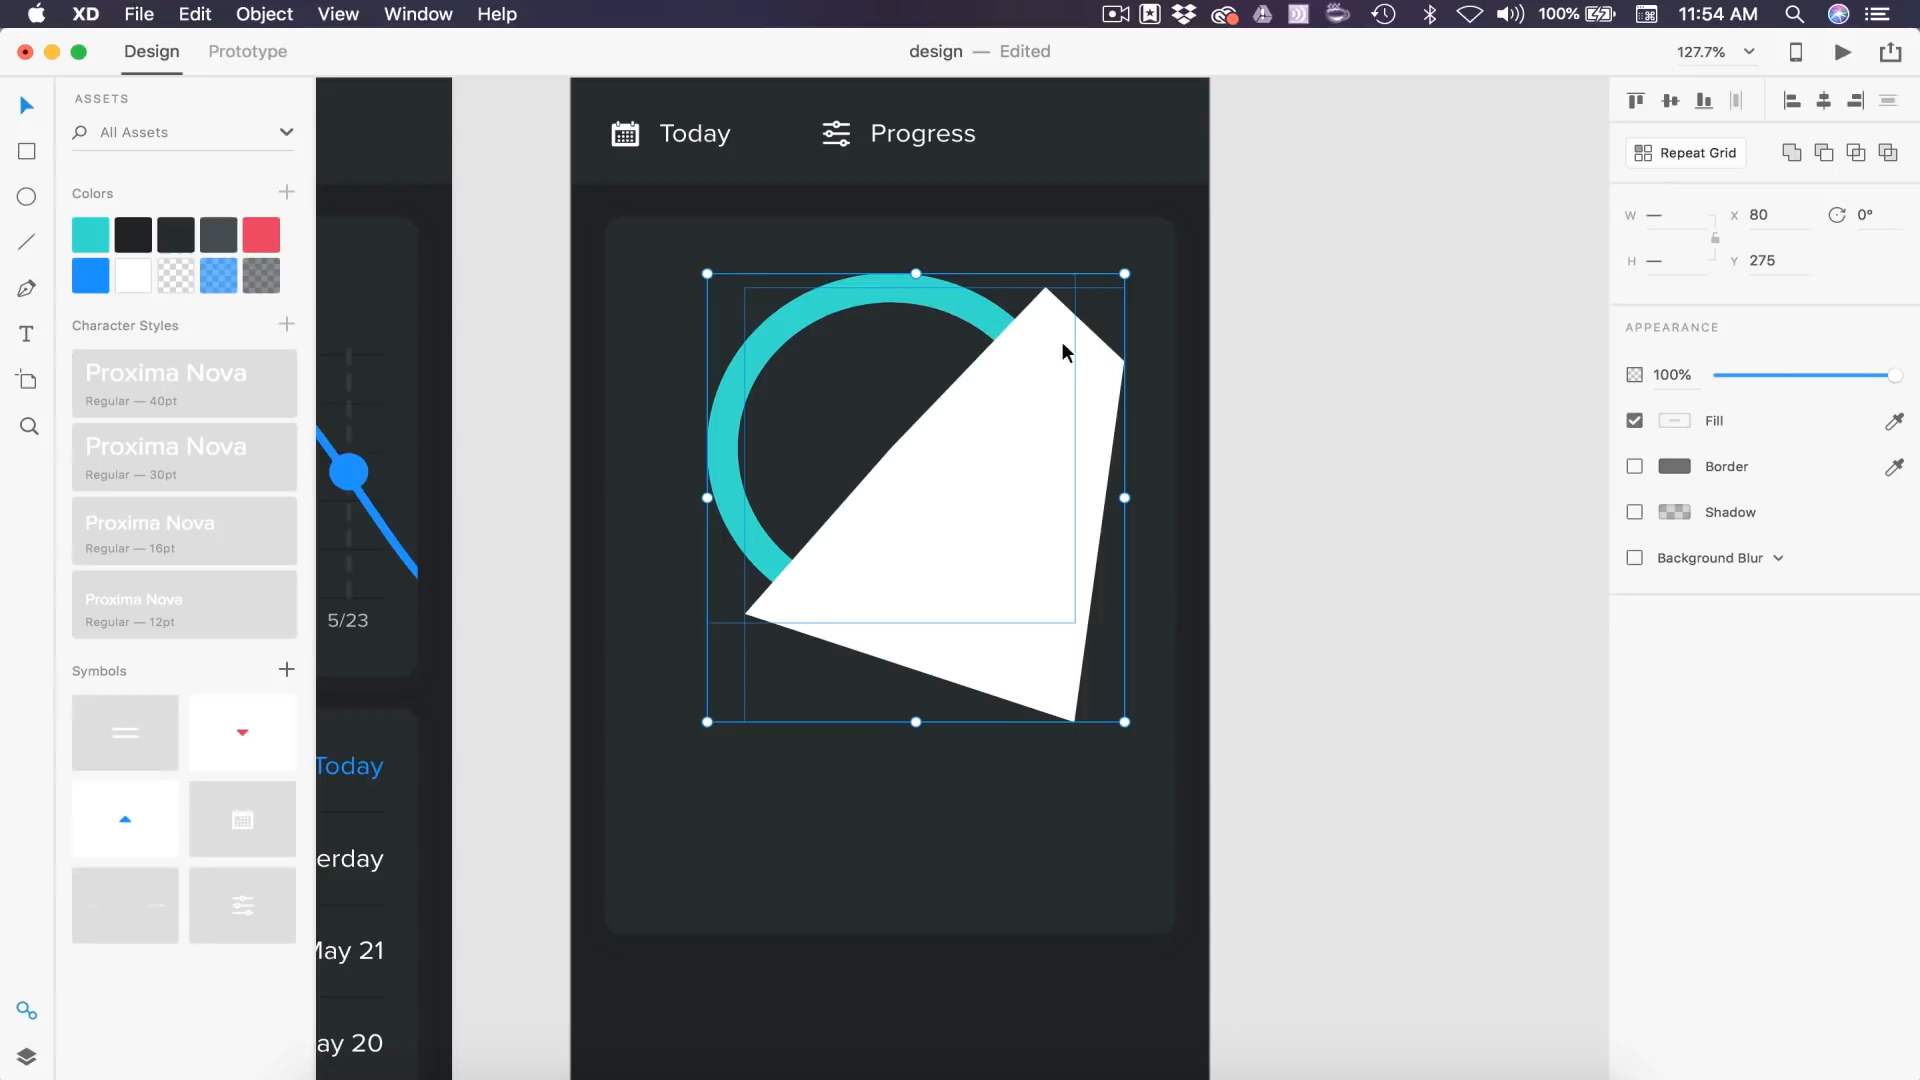 XD File Edit Object View Window Help 100% 11:54 AM
Design Prototype design — Edited 127.7%
ASSETS
All Assets
Colors
Character Styles
Proxima Nova
Regular — 40pt
Proxima Nova
Regular — 30pt
Proxima Nova
Regular — 16pt
Proxima Nova
Regular — 12pt
Symbols
5/23
Today
erday
May 21
ay 20
Today Progress
Repeat Grid
W — X 80 0°
H — Y 275
APPEARANCE
100%
Fill
Border
Shadow
Background Blur